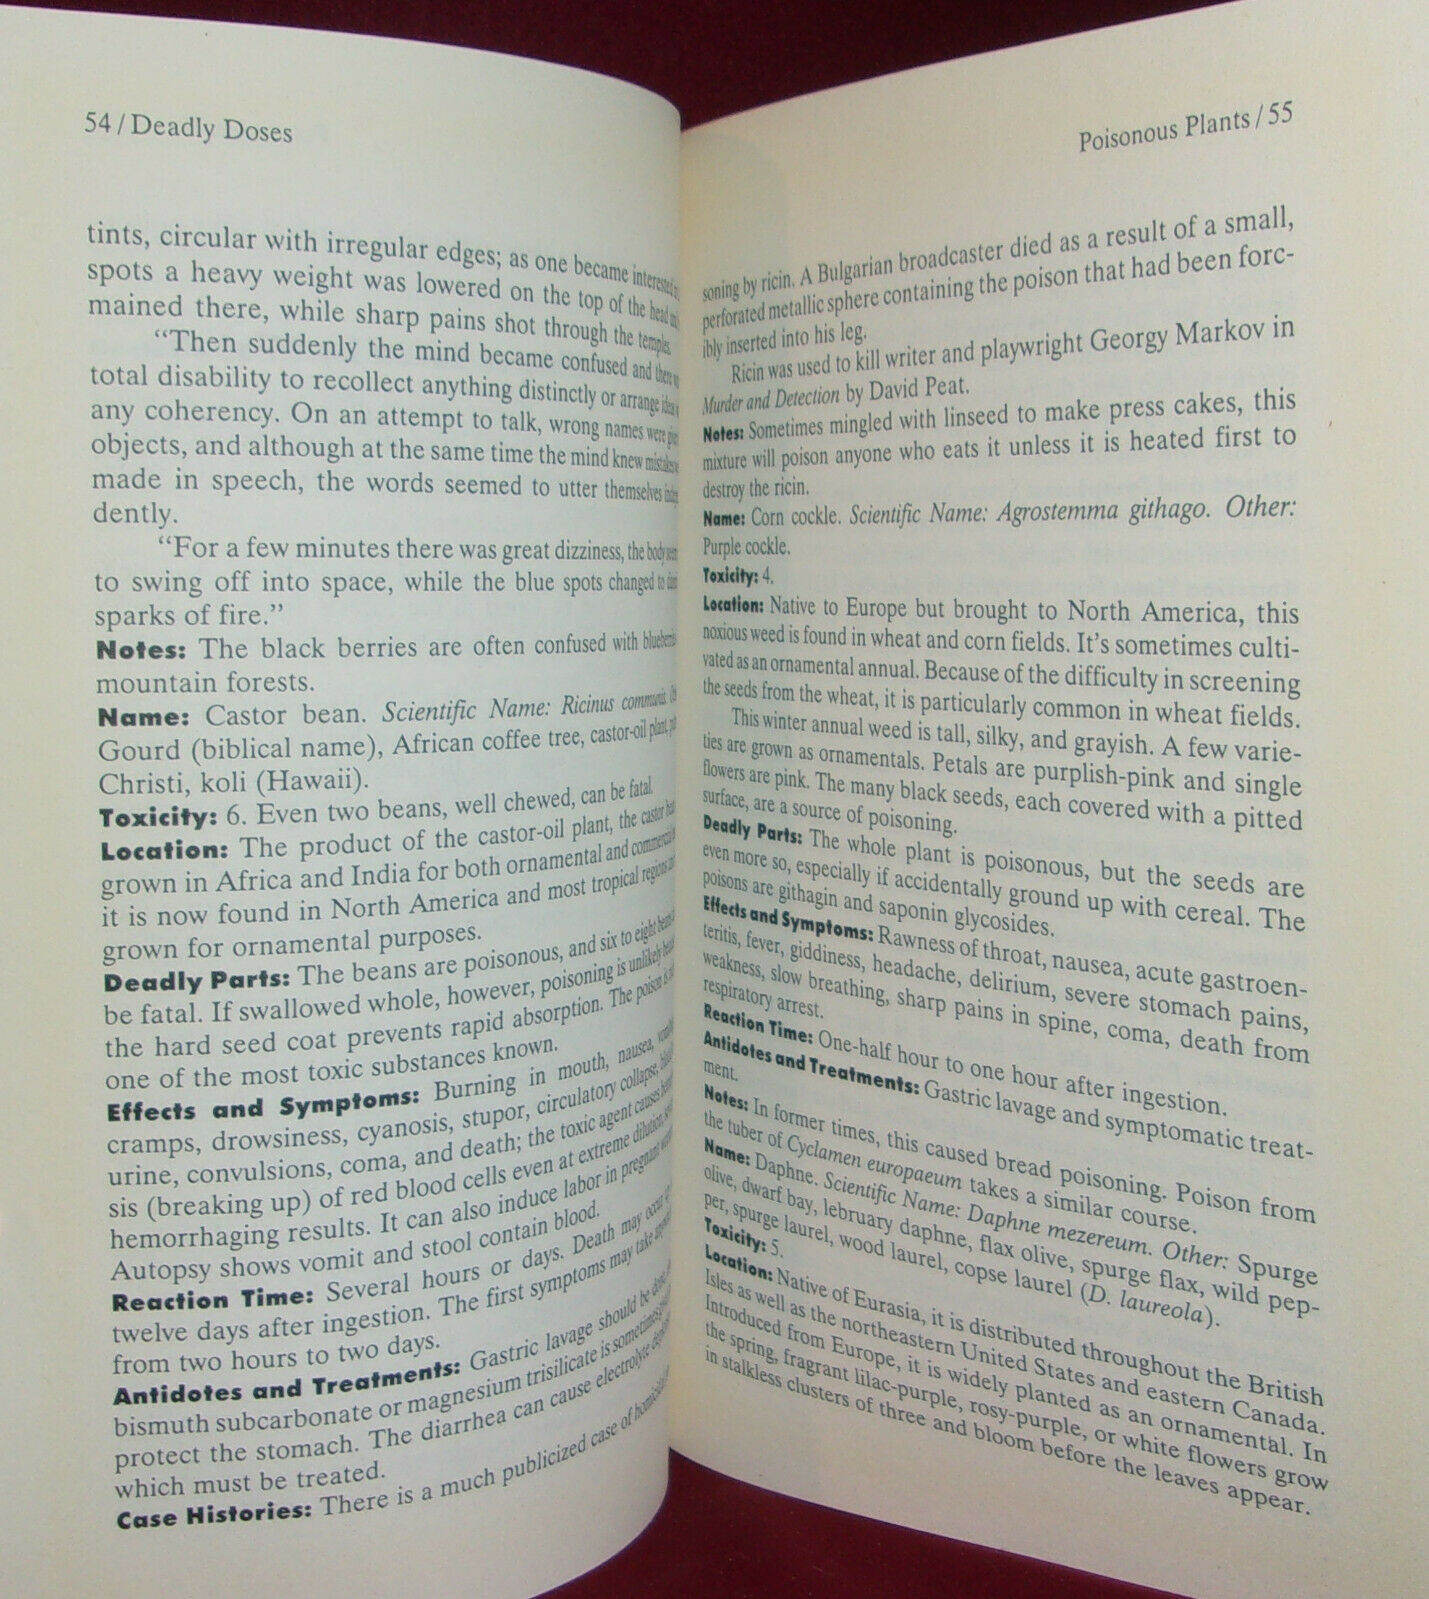 54 / Deadly Doses
tints, circular with irregular edges; as one became interested
spots a heavy weight was lowered on the top of the head
mained there, while sharp pains shot through the temples.
“Then suddenly the mind became confused and there
total disability to recollect anything distinctly or arrange
any coherency. On an attempt to talk, wrong names were
objects, and although at the same time the mind knew
made in speech, the words seemed to utter themselves
dently.
“For a few minutes there was great dizziness, the body
to swing off into space, while the blue spots changed to
sparks of fire.”
Notes: The black berries are often confused with
mountain forests.
Name: Castor bean. Scientific Name: Ricinus communis.
Gourd (biblical name), African coffee tree, castor-oil plant,
Christi, koli (Hawaii).
Toxicity: 6. Even two beans, well chewed, can be fatal.
Location: The product of the castor-oil plant, the castor
grown in Africa and India for both ornamental and
it is now found in North America and most tropical regions
grown for ornamental purposes.
Deadly Parts: The beans are poisonous, and six to eight
be fatal. If swallowed whole, however, poisoning is unlikely
the hard seed coat prevents rapid absorption. The poison is
one of the most toxic substances known.
Effects and Symptoms: Burning in mouth, nausea,
cramps, drowsiness, cyanosis, stupor, circulatory collapse,
urine, convulsions, coma, and death; the toxic agent causes
sis (breaking up) of red blood cells even at extreme dilution,
hemorrhaging results. It can also induce labor in pregnant
Autopsy shows vomit and stool contain blood.
Reaction Time: Several hours or days. Death may occur
twelve days after ingestion. The first symptoms may take
from two hours to two days.
Antidotes and Treatments: Gastric lavage should be
bismuth subcarbonate or magnesium trisilicate is sometimes
protect the stomach. The diarrhea can cause electrolyte
which must be treated.
Case Histories: There is a much publicized case of
Poisonous Plants / 55
soning by ricin. A Bulgarian broadcaster died as a result of a small,
perforated metallic sphere containing the poison that had been forc-
ibly inserted into his leg.
Ricin was used to kill writer and playwright Georgy Markov in
Murder and Detection by David Peat.
Notes: Sometimes mingled with linseed to make press cakes, this
mixture will poison anyone who eats it unless it is heated first to
destroy the ricin.
Name: Corn cockle. Scientific Name: Agrostemma githago. Other:
Purple cockle.
Toxicity: 4.
Location: Native to Europe but brought to North America, this
noxious weed is found in wheat and corn fields. It’s sometimes culti-
vated as an ornamental annual. Because of the difficulty in screening
the seeds from the wheat, it is particularly common in wheat fields.
This winter annual weed is tall, silky, and grayish. A few varie-
ties are grown as ornamentals. Petals are purplish-pink and single
flowers are pink. The many black seeds, each covered with a pitted
surface, are a source of poisoning.
Deadly Parts: The whole plant is poisonous, but the seeds are
even more so, especially if accidentally ground up with cereal. The
poisons are githagin and saponin glycosides.
Effects and Symptoms: Rawness of throat, nausea, acute gastroen-
teritis, fever, giddiness, headache, delirium, severe stomach pains,
weakness, slow breathing, sharp pains in spine, coma, death from
respiratory arrest.
Reaction Time: One-half hour to one hour after ingestion.
Antidotes and Treatments: Gastric lavage and symptomatic treat-
ment.
Notes: In former times, this caused bread poisoning. Poison from
the tuber of Cyclamen europaeum takes a similar course.
Name: Daphne. Scientific Name: Daphne mezereum. Other: Spurge
olive, dwarf bay, lebruary daphne, flax olive, spurge flax, wild pep-
per, spurge laurel, wood laurel, copse laurel (D. laureola).
Toxicity: 5.
Location: Native of Eurasia, it is distributed throughout the British
Isles as well as the northeastern United States and eastern Canada.
Introduced from Europe, it is widely planted as an ornamental. In
the spring, fragrant lilac-purple, rosy-purple, or white flowers grow
in stalkless clusters of three and bloom before the leaves appear.